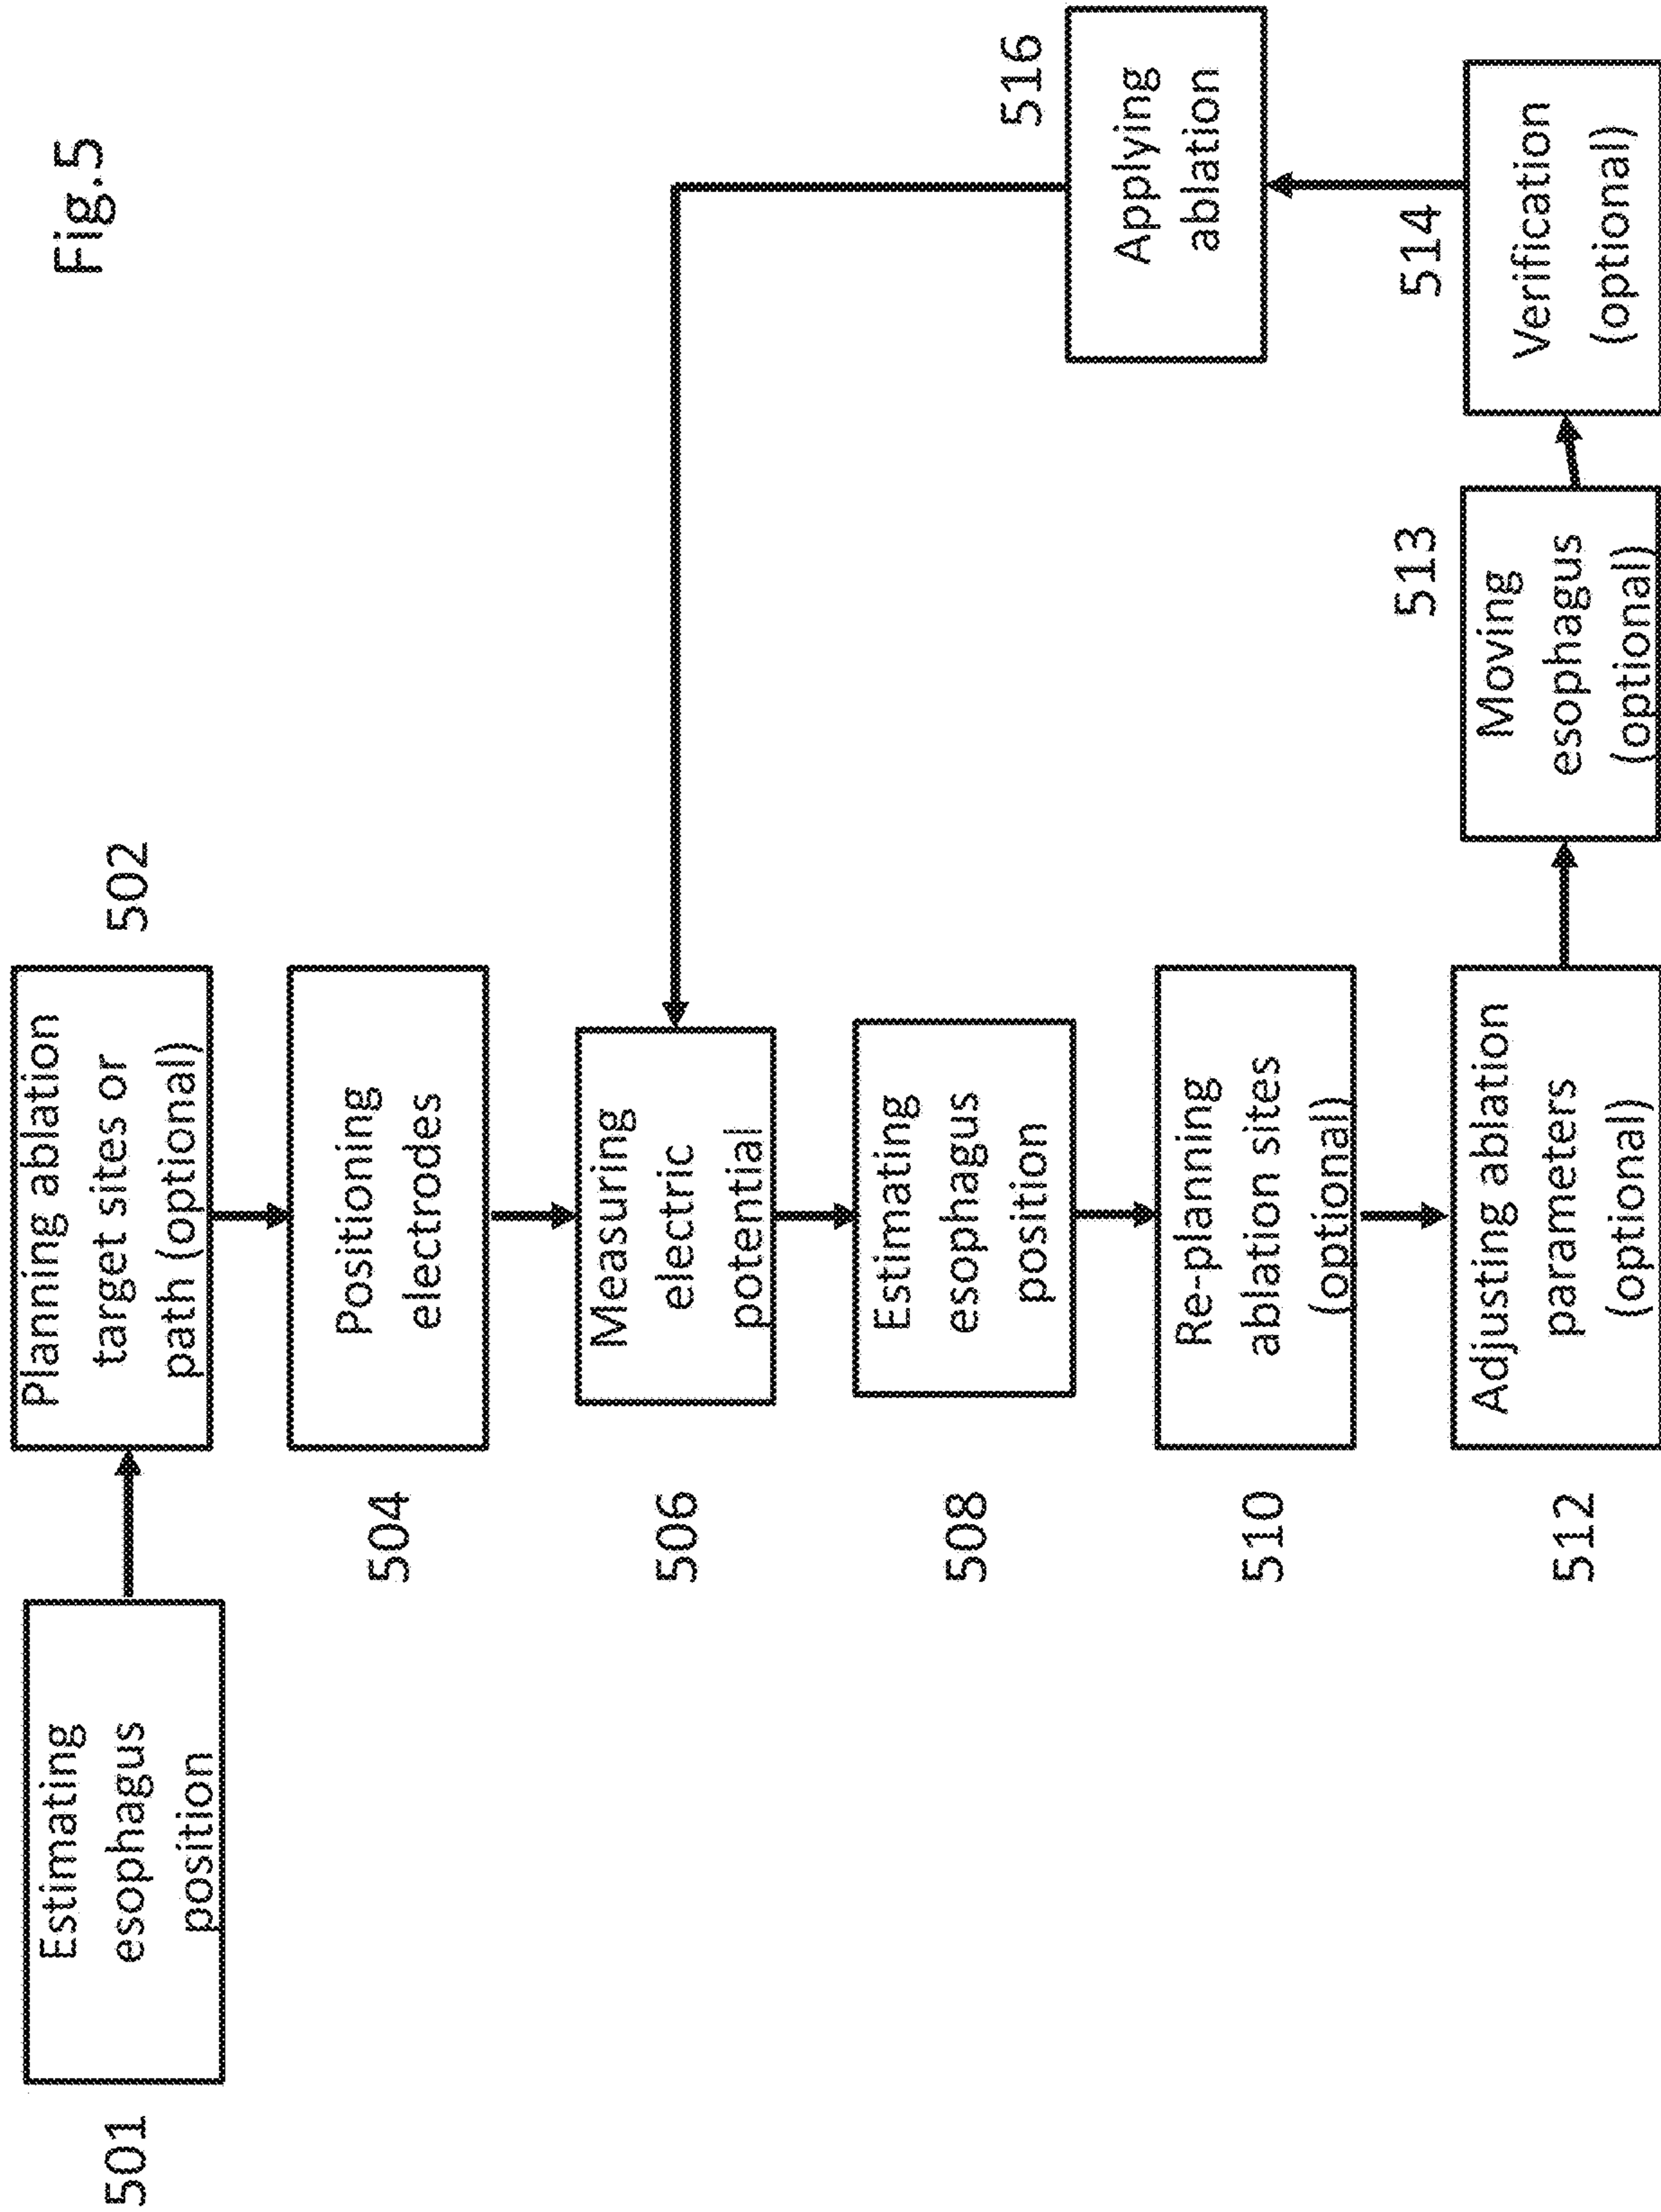 Fig.5
501
Estimating
esophagus
position
502
Planning ablation
target sites or
path (optional)
504
Positioning
electrodes
506
Measuring
electric
potential
508
Estimating
esophagus
position
510
Re-planning
ablation sites
(optional)
512
Adjusting ablation
parameters
(optional)
513
Moving
esophagus
(optional)
514
Verification
(optional)
516
Applying
ablation